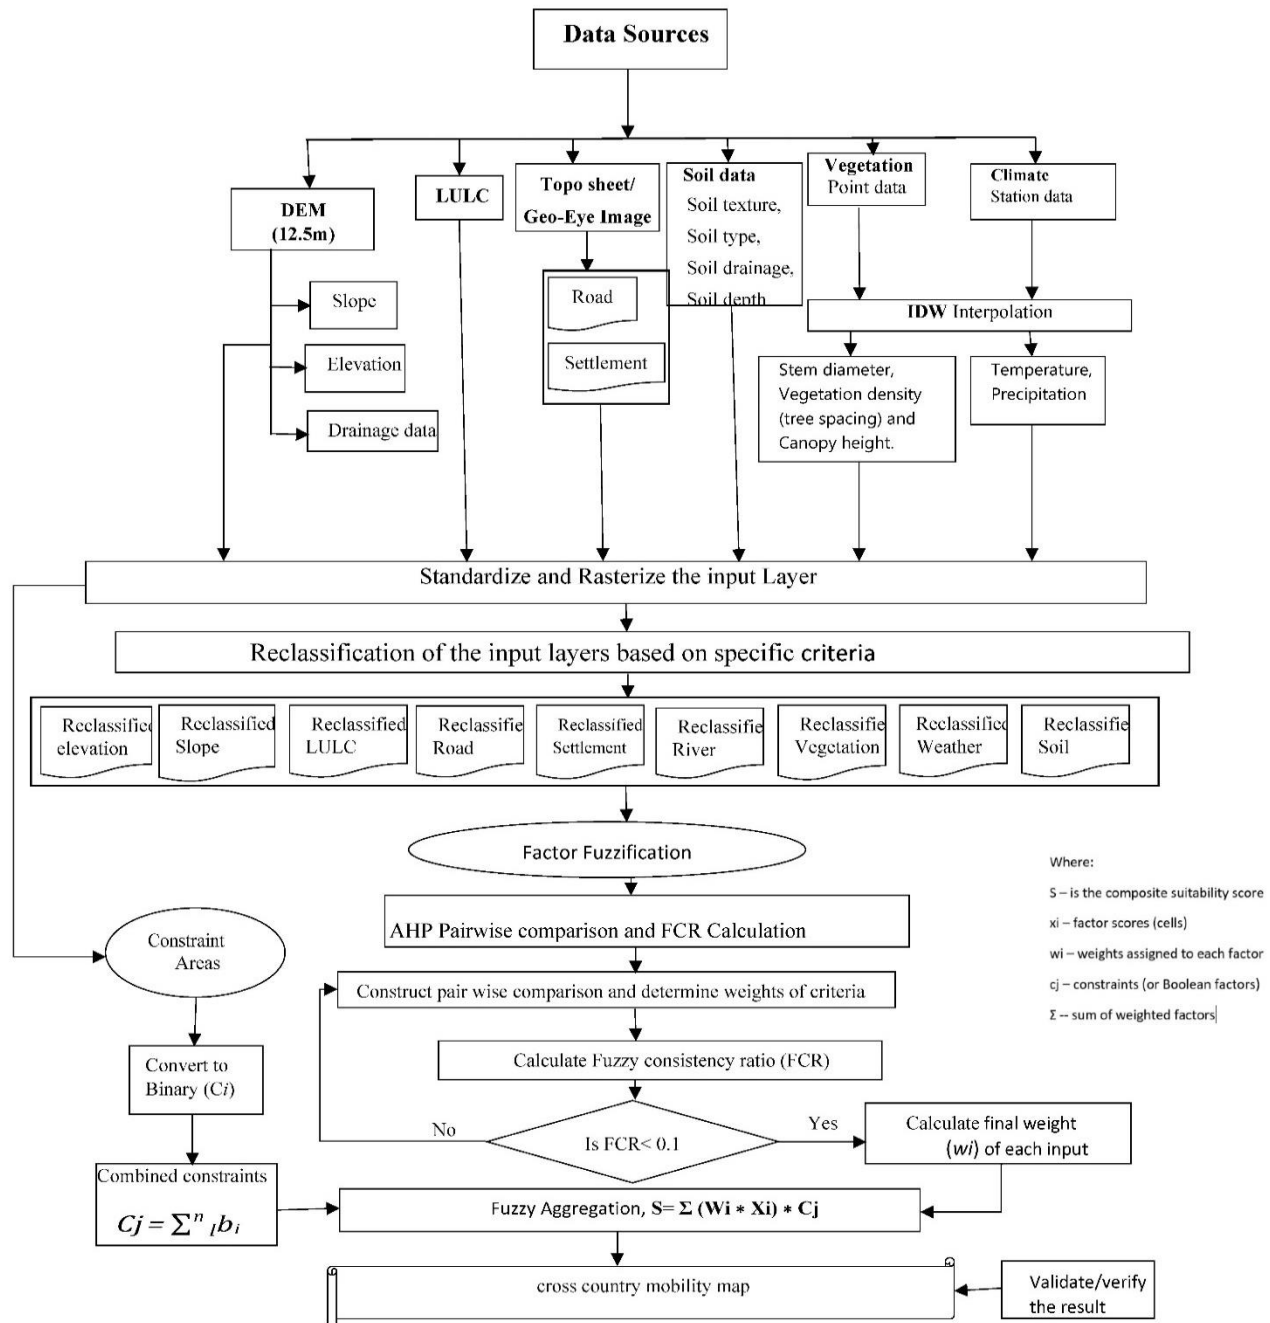 Data Sources
DEM
(12.5m)
LULC
Topo sheet/
Geo-Eye Image
Soil data
Soil texture,
Soil type,
Soil drainage,
Soil depth
Vegetation
Point data
Climate
Station data
Slope
Elevation
Drainage data
Road
Settlement
IDW Interpolation
Stem diameter,
Vegetation density
(tree spacing) and
Canopy height.
Temperature,
Precipitation
Standardize and Rasterize the input Layer
Reclassification of the input layers based on specific criteria
Reclassified
elevation
Reclassified
Slope
Reclassified
LULC
Reclassifie
Road
Reclassified
Settlement
Reclassifie
River
Reclassifie
Vegetation
Reclassified
Weather
Reclassifie
Soil
Factor Fuzzification
Where:
S – is the composite suitability score
xi – factor scores (cells)
wi – weights assigned to each factor
cj – constraints (or Boolean factors)
Σ -- sum of weighted factors
AHP Pairwise comparison and FCR Calculation
Constraint
Areas
Construct pair wise comparison and determine weights of criteria
Calculate Fuzzy consistency ratio (FCR)
Convert to
Binary (Ci)
No
Is FCR< 0.1
Yes
Calculate final weight
(wi) of each input
Combined constraints
Cj = ∑ⁿ ₗbᵢ
Fuzzy Aggregation, S= Σ (Wi * Xi) * Cj
cross country mobility map
Validate/verify
the result